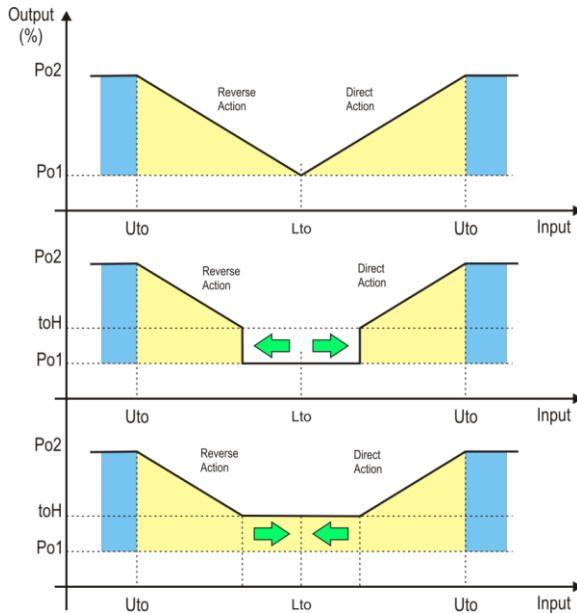 Output
(%)
Po2
Reverse
Action
Direct
Action
Po1
Uto
Lto
Uto
Input
Po2
Reverse
Action
Direct
Action
toH
Po1
Uto
Lto
Uto
Input
Po2
Reverse
Action
Direct
Action
toH
Po1
Uto
Lto
Uto
Input